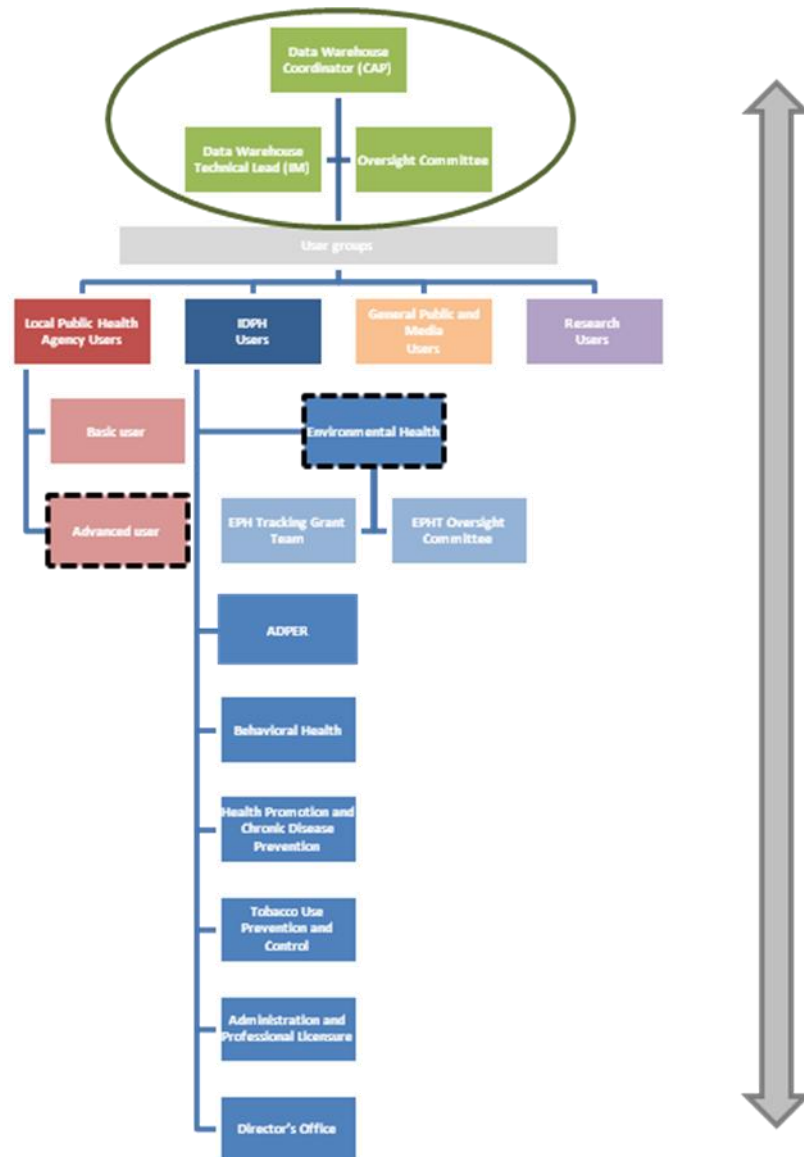 Data Warehouse
Coordinator (CAP)
Data Warehouse
Technical Lead (IM)
Oversight Committee
User groups
Local Public Health
Agency Users
IDPH
Users
General Public and
Media
Users
Research
Users
Basic user
Environmental Health
Advanced user
EPH Tracking Grant
Team
EPHT Oversight
Committee
ADPER
Behavioral Health
Health Promotion and
Chronic Disease
Prevention
Tobacco Use
Prevention and
Control
Administration and
Professional Licensure
Director's Office